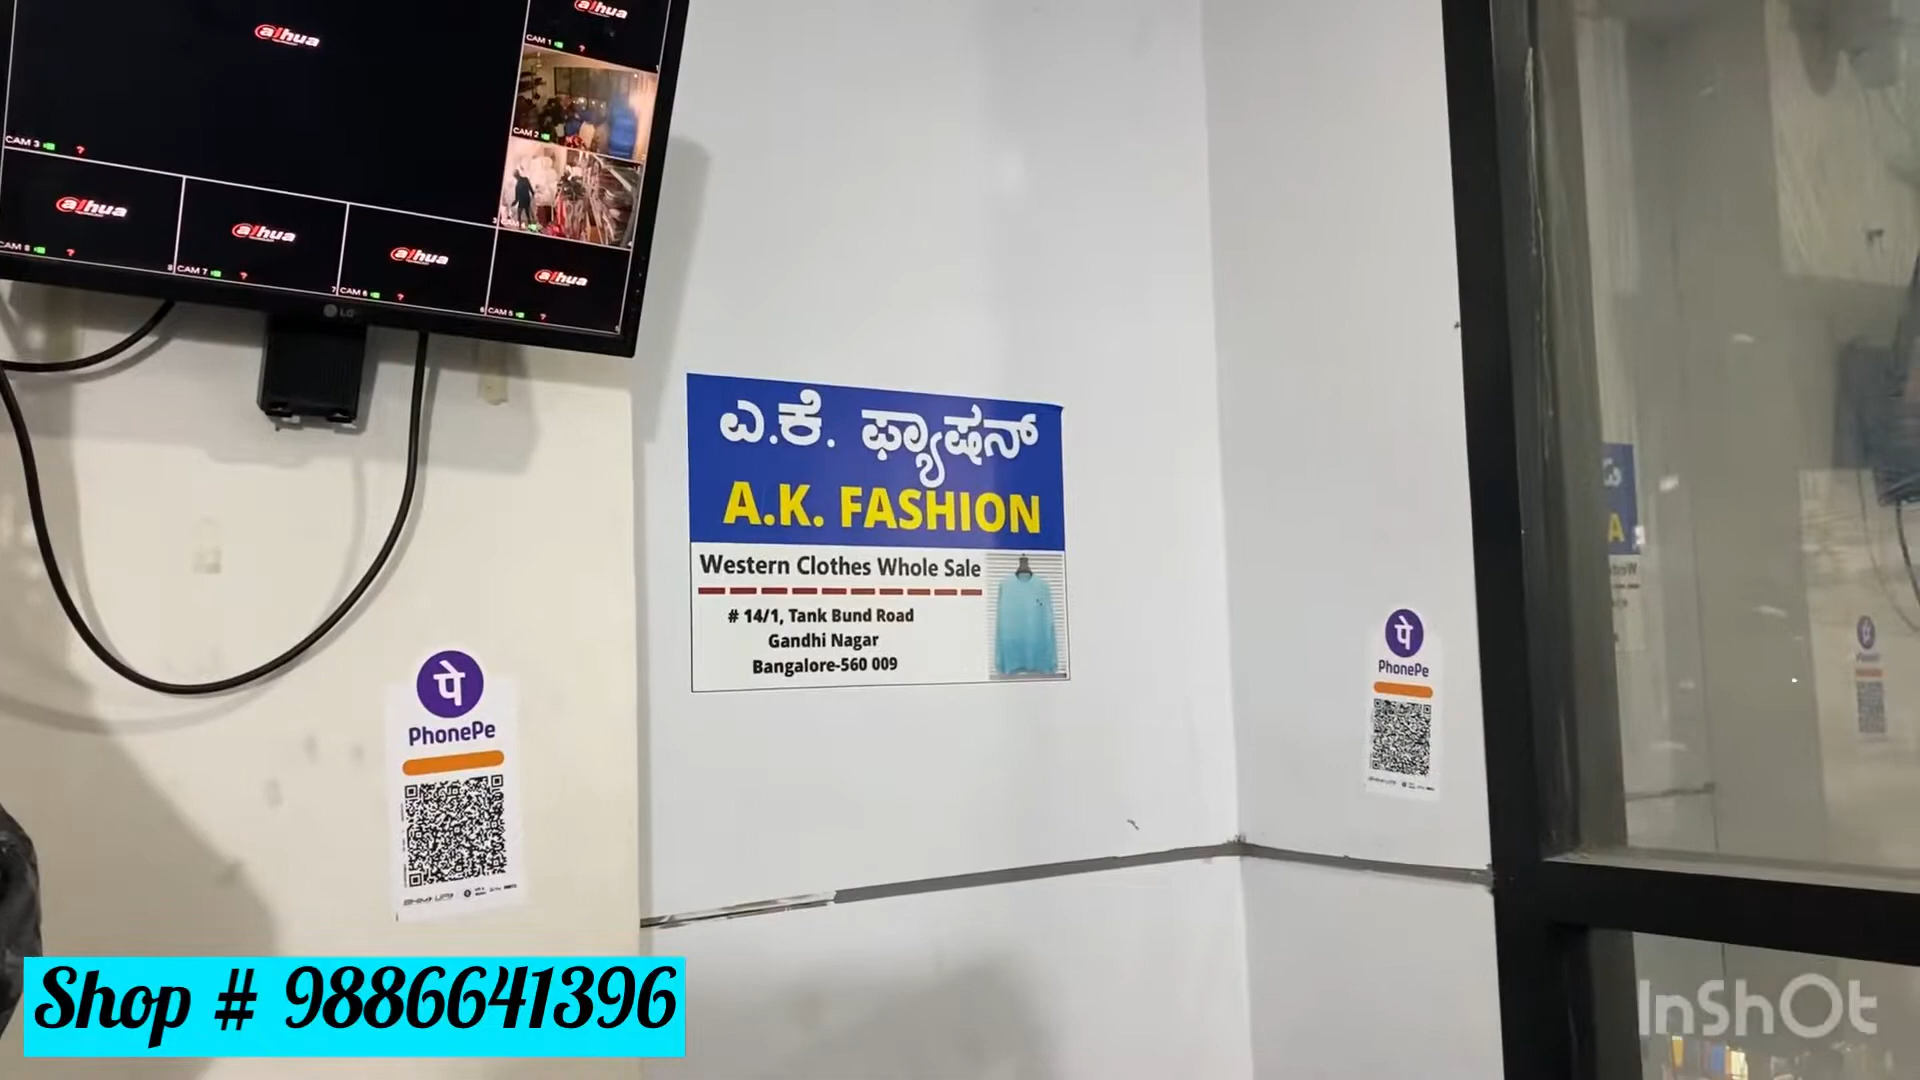 alhua
alhua
CAM 1
CAM 2
CAM 3
alhua
alhua
alhua
alhua
CAM 8
CAM 7
CAM 6
CAM 5
LG
ಎ.ಕೆ. ಫ್ಯಾಷನ್
A.K. FASHION
Western Clothes Whole Sale
# 14/1, Tank Bund Road
Gandhi Nagar
Bangalore-560 009
पे
PhonePe
पे
PhonePe
Shop # 9886641396
InShOt